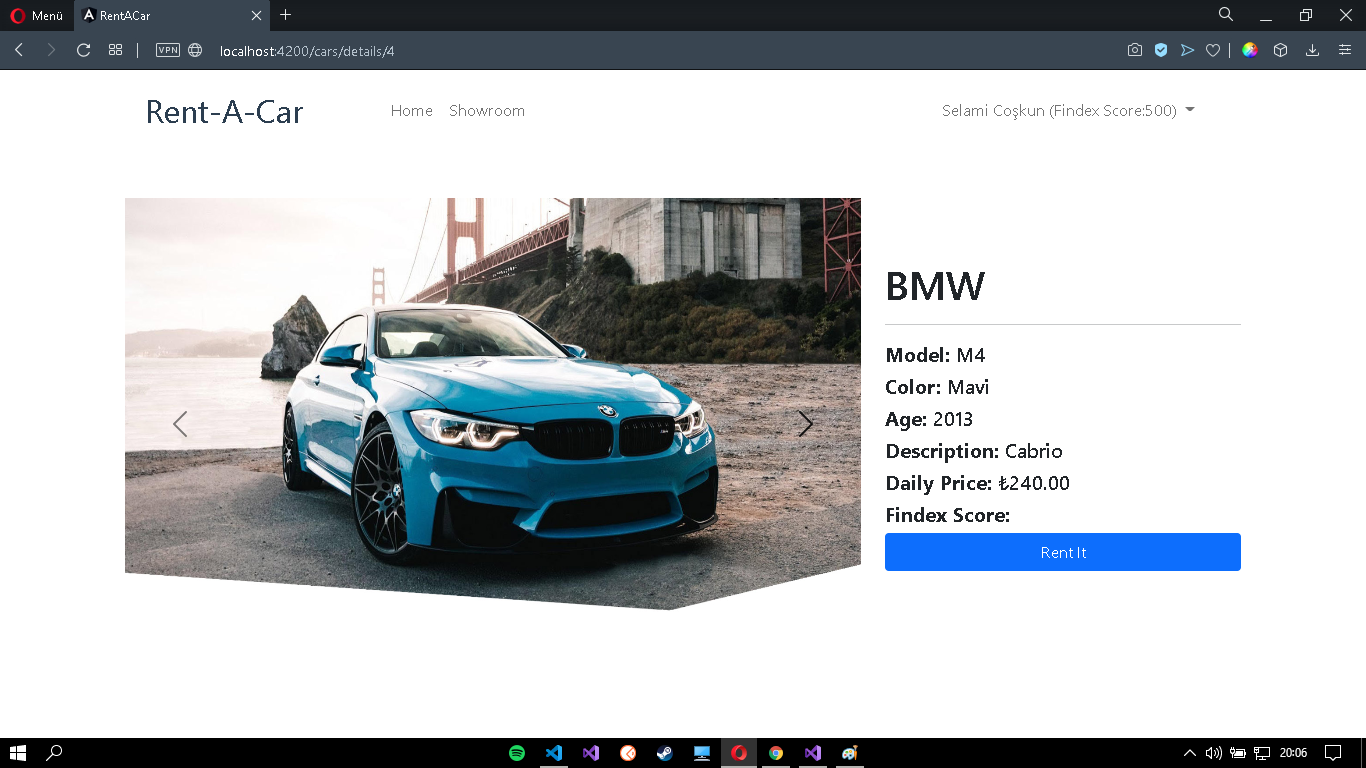 Menü
RentACar
VPN
localhost:4200/cars/details/4
Rent-A-Car
Home
Showroom
Selami Coşkun (Findex Score:500)
BMW
Model: M4
Color: Mavi
Age: 2013
Description: Cabrio
Daily Price: ₺240.00
Findex Score:
Rent It
20:06